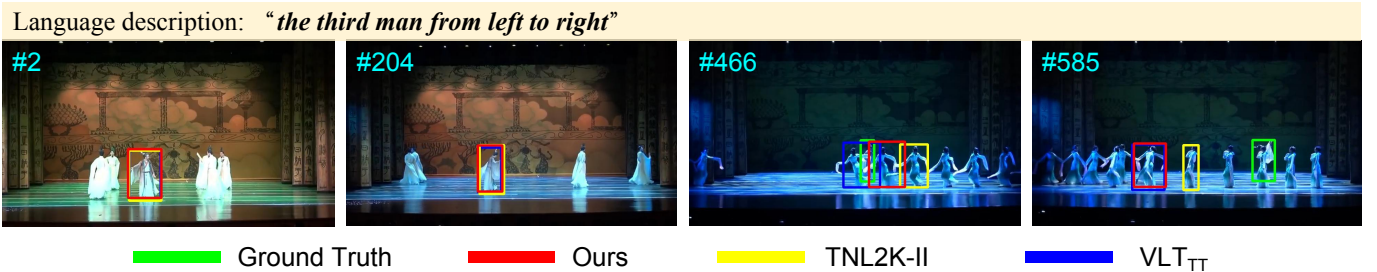 Language description: “the third man from left to right”
#2 #204 #466 #585
Ground Truth Ours TNL2K-II VLT_TT